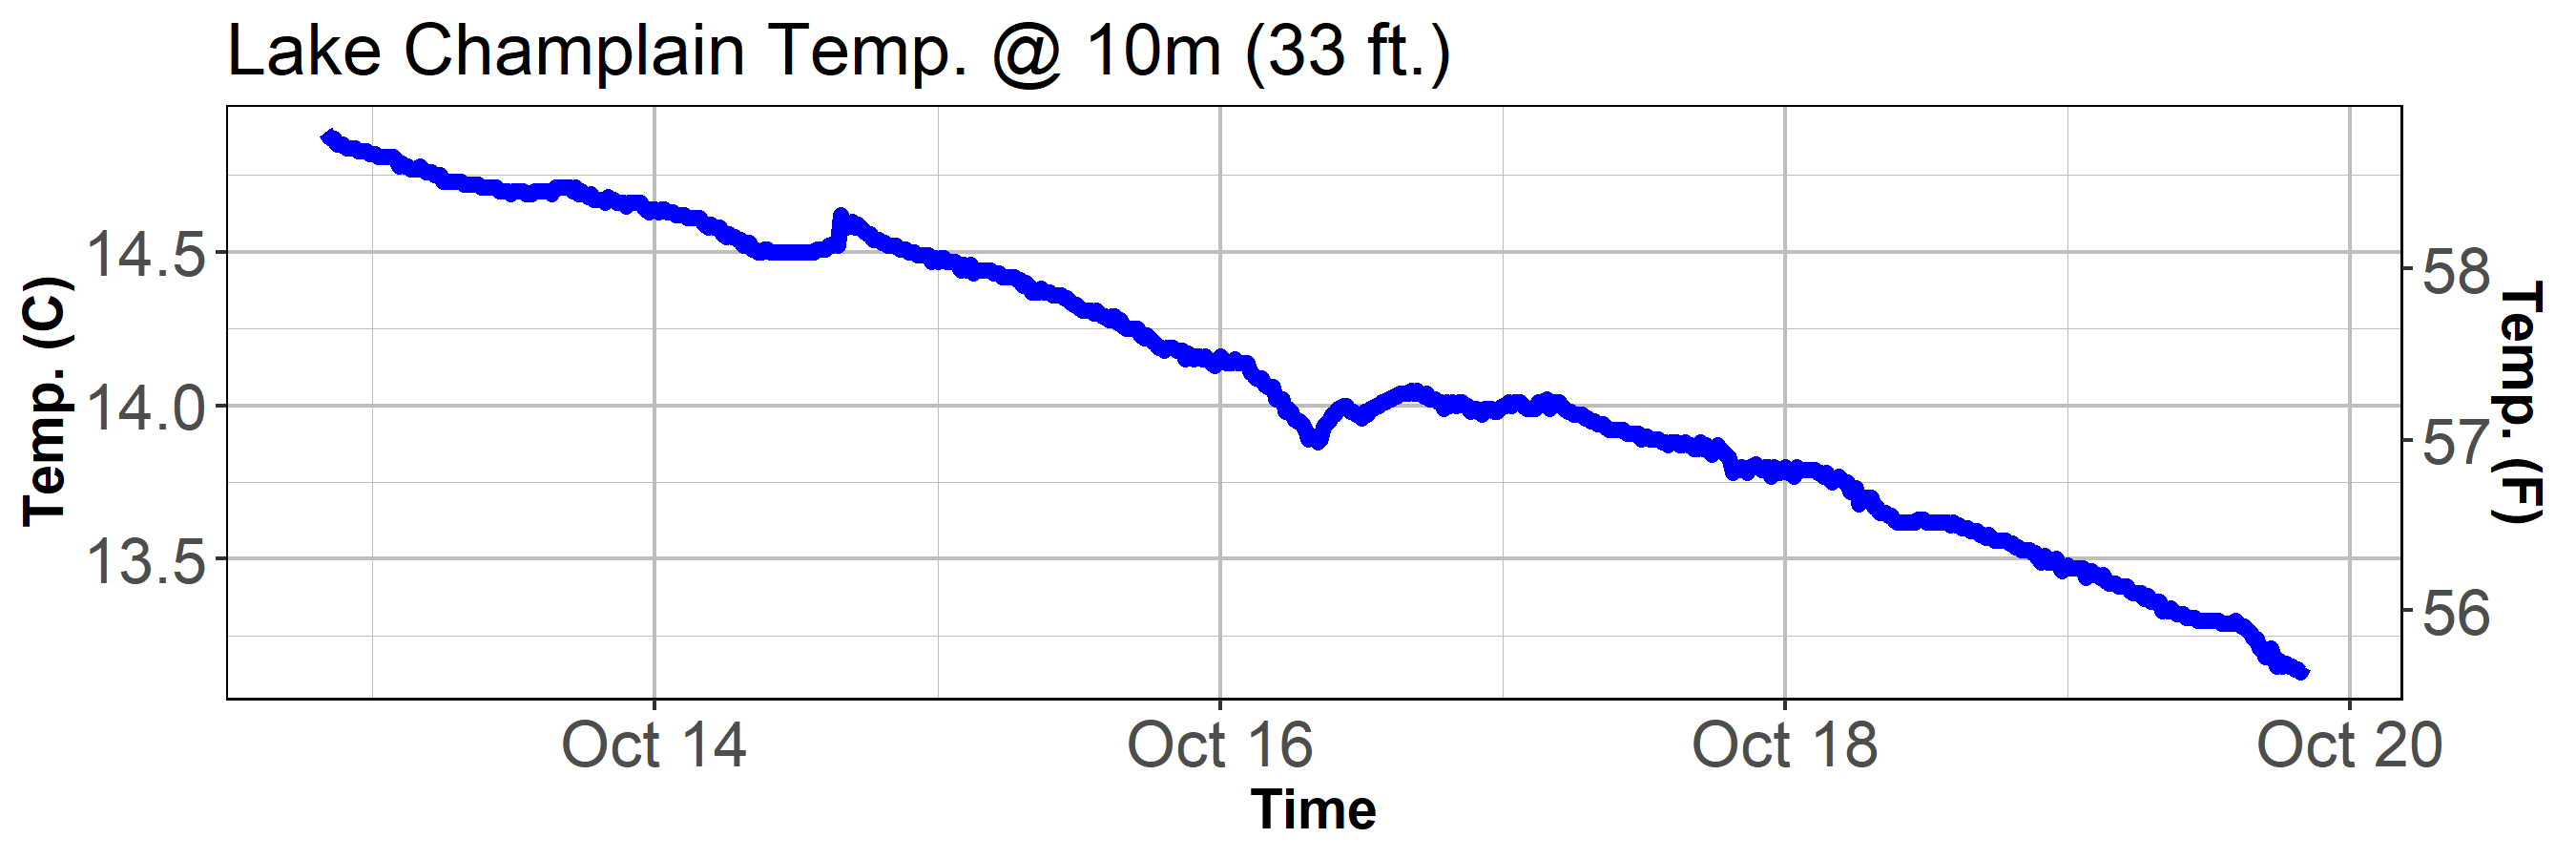 Lake Champlain Temp. @ 10m (33 ft.)
Temp. (C)
14.5
14.0
13.5
58
57
56
Temp. (F)
Oct 14 Oct 16 Oct 18 Oct 20
Time